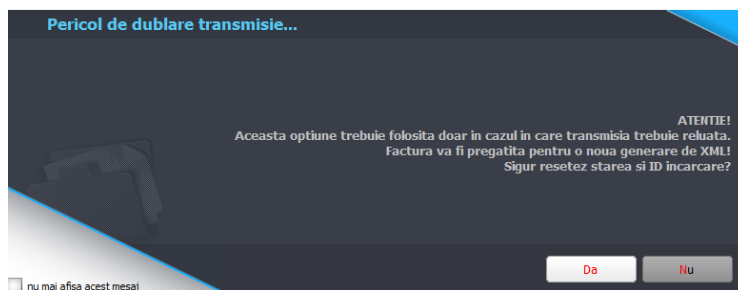 Pericol de dublare transmisie...
ATENTIE!
Aceasta optiune trebuie folosita doar in cazul in care transmisia trebuie reluata.
Factura va fi pregatita pentru o noua generare de XML!
Sigur resetez starea si ID incarcare?
Da
Nu
nu mai afisa acest mesaj